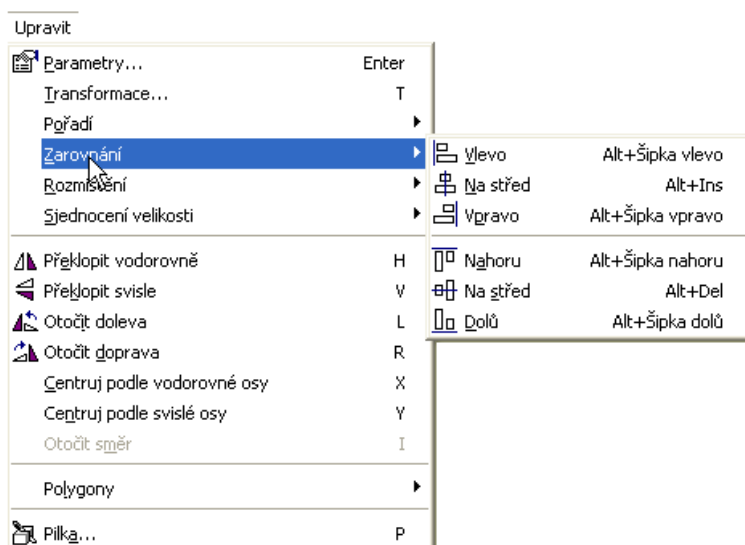 Upravit
Parametry... Enter
Transformace... T
Pořadí
Zarovnání
Rozmístění
Sjednocení velikosti
Překlopit vodorovně H
Překlopit svisle V
Otočit doleva L
Otočit doprava R
Centruj podle vodorovné osy X
Centruj podle svislé osy Y
Otočit směr I
Polygony
Pilka... P
Vlevo Alt+Šipka vlevo
Na střed Alt+Ins
Vpravo Alt+Šipka vpravo
Nahoru Alt+Šipka nahoru
Na střed Alt+Del
Dolů Alt+Šipka dolů